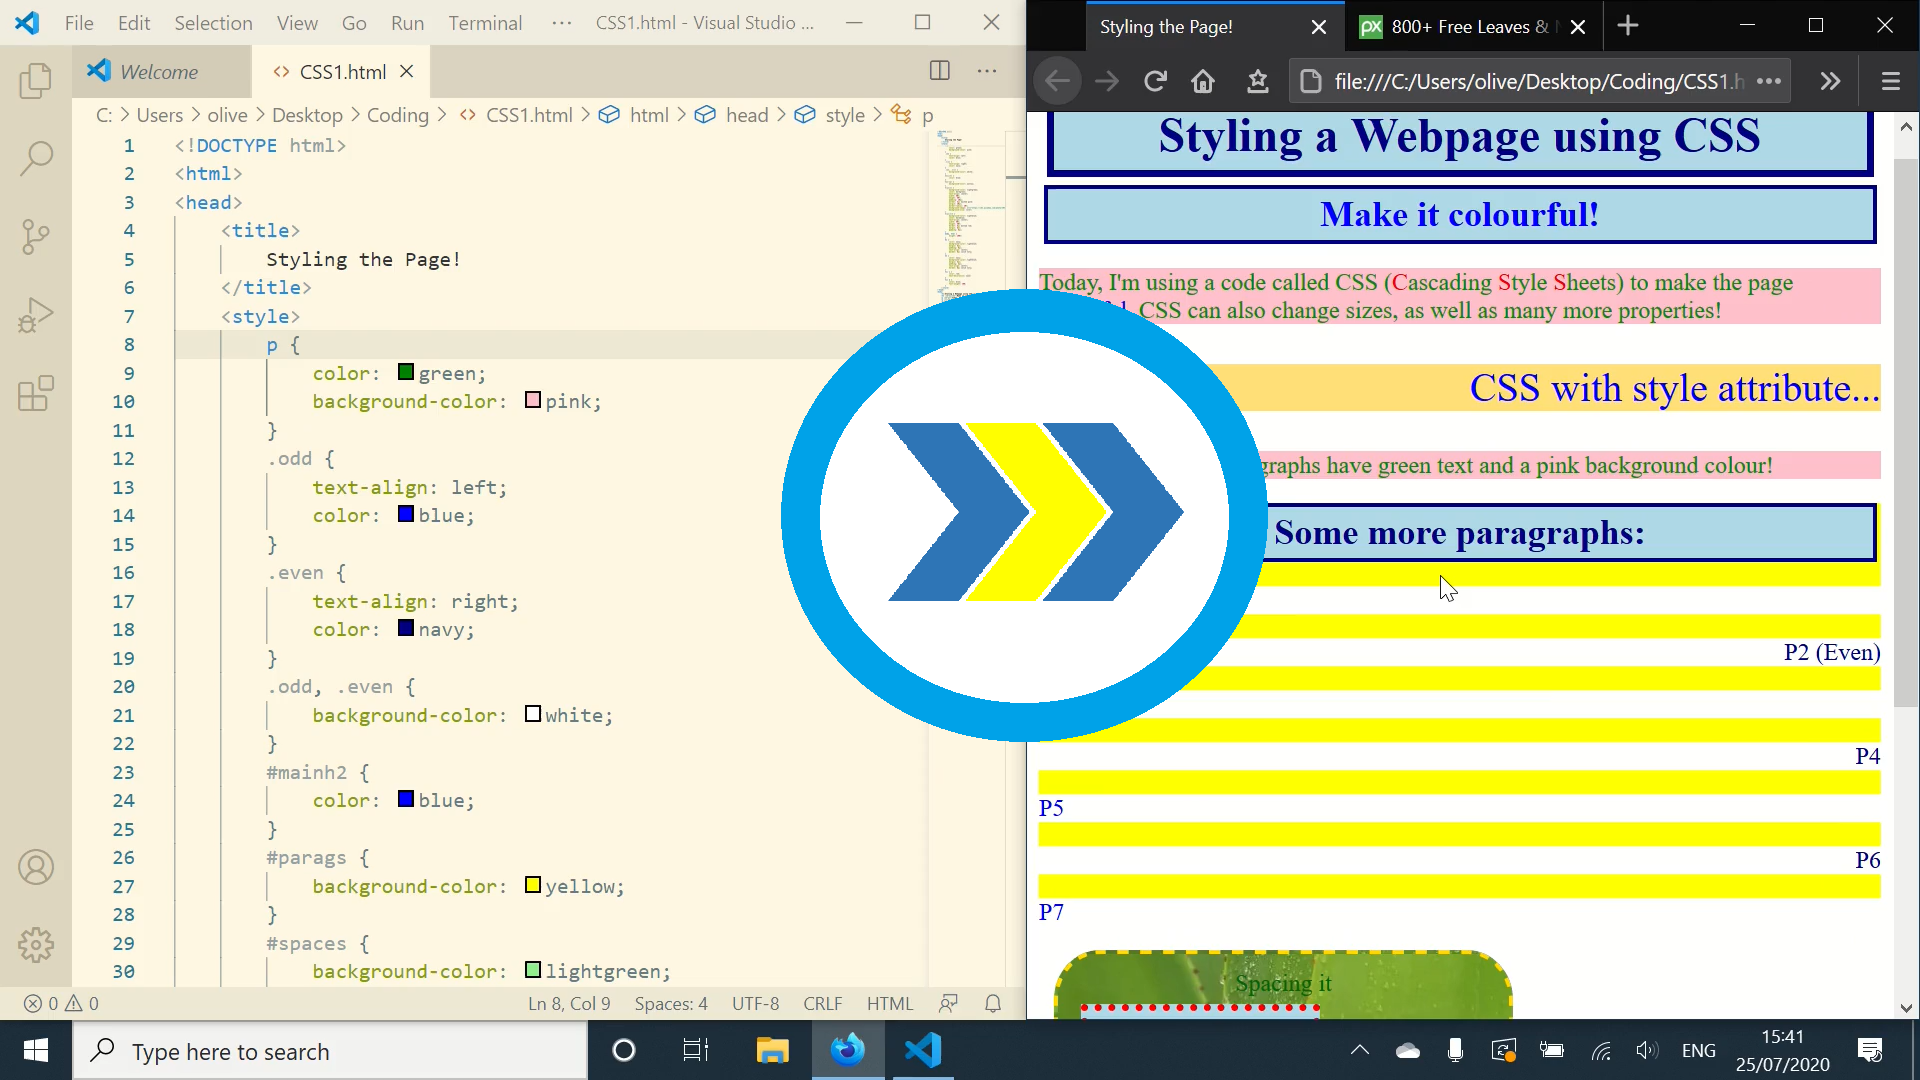 File Edit Selection View Go Run Terminal ··· CSS1.html - Visual Studio ...
Welcome
CSS1.html
C: > Users > olive > Desktop > Coding > CSS1.html > html > head > style > p
1 <!DOCTYPE html>
2 <html>
3 <head>
4 <title>
5 Styling the Page!
6 </title>
7 <style>
8 p {
9 color: green;
10 background-color: pink;
11 }
12 .odd {
13 text-align: left;
14 color: blue;
15 }
16 .even {
17 text-align: right;
18 color: navy;
19 }
20 .odd, .even {
21 background-color: white;
22 }
23 #mainh2 {
24 color: blue;
25 }
26 #parags {
27 background-color: yellow;
28 }
29 #spaces {
30 background-color: lightgreen;
0 0 Ln 8, Col 9 Spaces: 4 UTF-8 CRLF HTML
Styling the Page!
px 800+ Free Leaves &
file:///C:/Users/olive/Desktop/Coding/CSS1.h
Styling a Webpage using CSS
Make it colourful!
Today, I'm using a code called CSS (Cascading Style Sheets) to make the page
CSS can also change sizes, as well as many more properties!
CSS with style attribute...
graphs have green text and a pink background colour!
Some more paragraphs:
P2 (Even)
P4
P5
P6
P7
Spacing it
Type here to search
ENG
15:41
25/07/2020